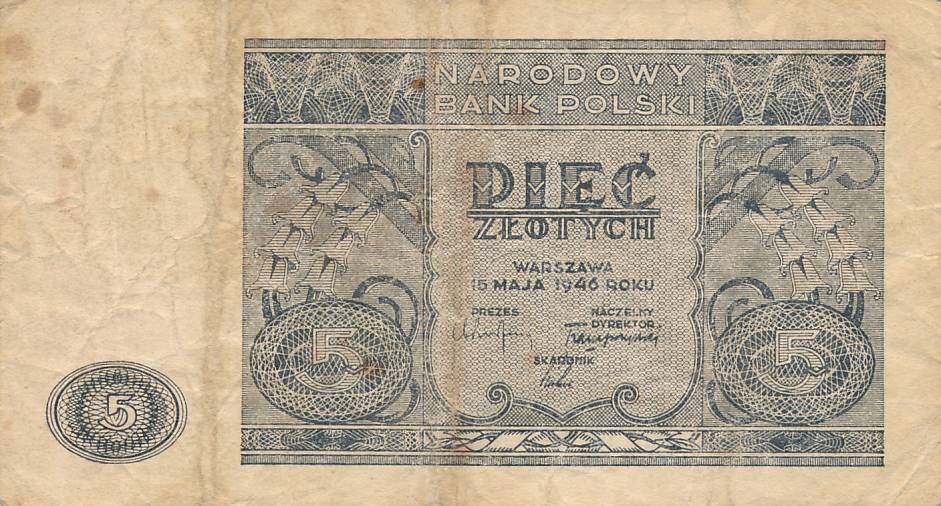 NARODOWY
BANK POLSKI
PIĘĆ
ZŁOTYCH
WARSZAWA
15 MAJA 1946 ROKU
PREZES
NACZELNY
DYREKTOR
SKARBNIK
5
5
5